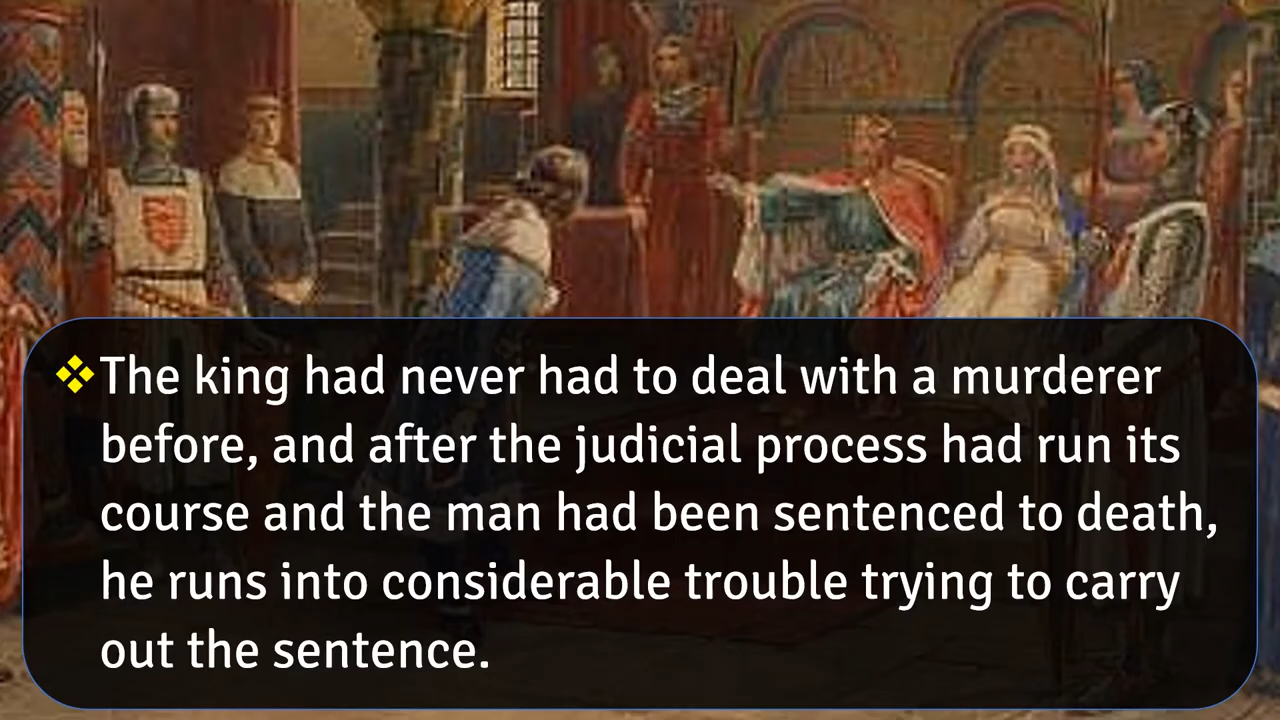 ❖The king had never had to deal with a murderer
before, and after the judicial process had run its
course and the man had been sentenced to death,
he runs into considerable trouble trying to carry
out the sentence.